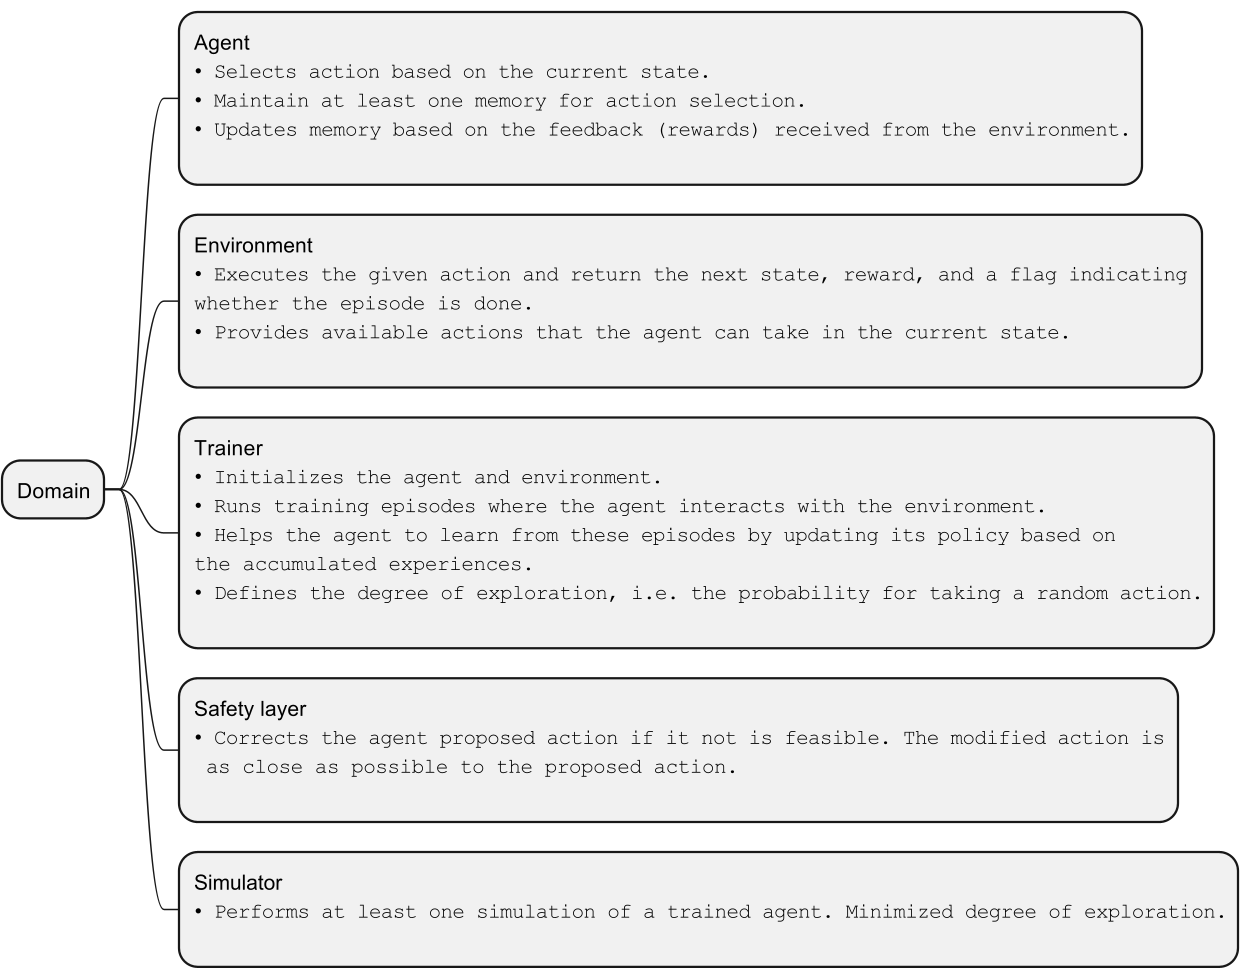 Agent
• Selects action based on the current state.
• Maintain at least one memory for action selection.
• Updates memory based on the feedback (rewards) received from the environment.
Environment
• Executes the given action and return the next state, reward, and a flag indicating
whether the episode is done.
• Provides available actions that the agent can take in the current state.
Trainer
• Initializes the agent and environment.
• Runs training episodes where the agent interacts with the environment.
• Helps the agent to learn from these episodes by updating its policy based on
the accumulated experiences.
• Defines the degree of exploration, i.e. the probability for taking a random action.
Domain
Safety layer
• Corrects the agent proposed action if it not is feasible. The modified action is
as close as possible to the proposed action.
Simulator
• Performs at least one simulation of a trained agent. Minimized degree of exploration.